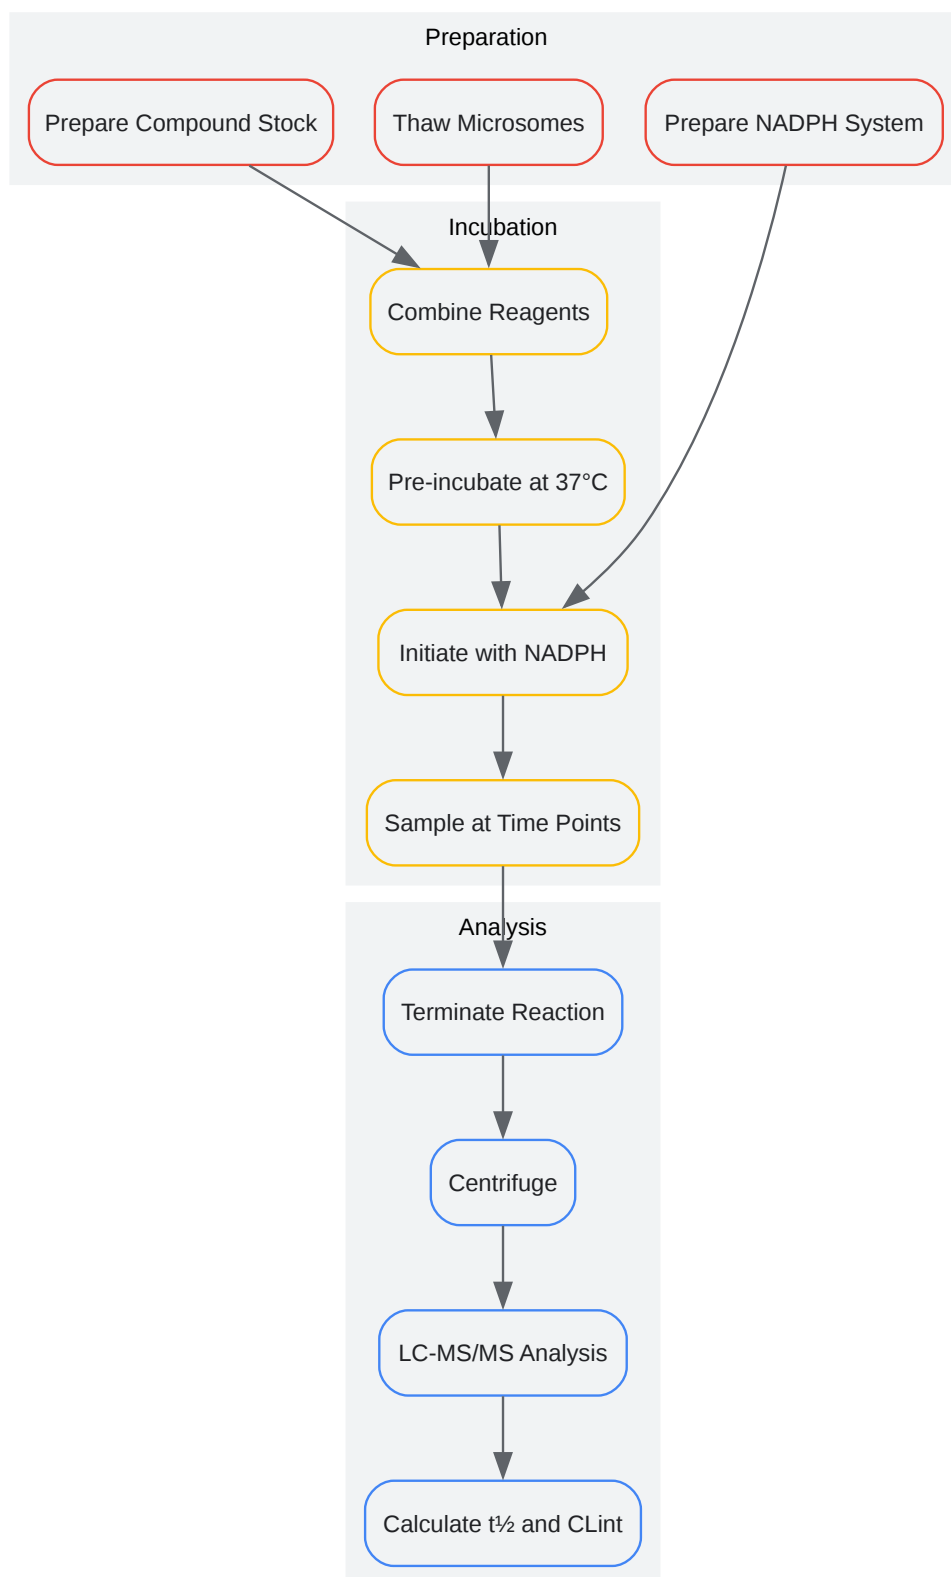 Preparation
Prepare Compound Stock
Thaw Microsomes
Prepare NADPH System
Incubation
Combine Reagents
Pre-incubate at 37°C
Initiate with NADPH
Sample at Time Points
Analysis
Terminate Reaction
Centrifuge
LC-MS/MS Analysis
Calculate t½ and CLint